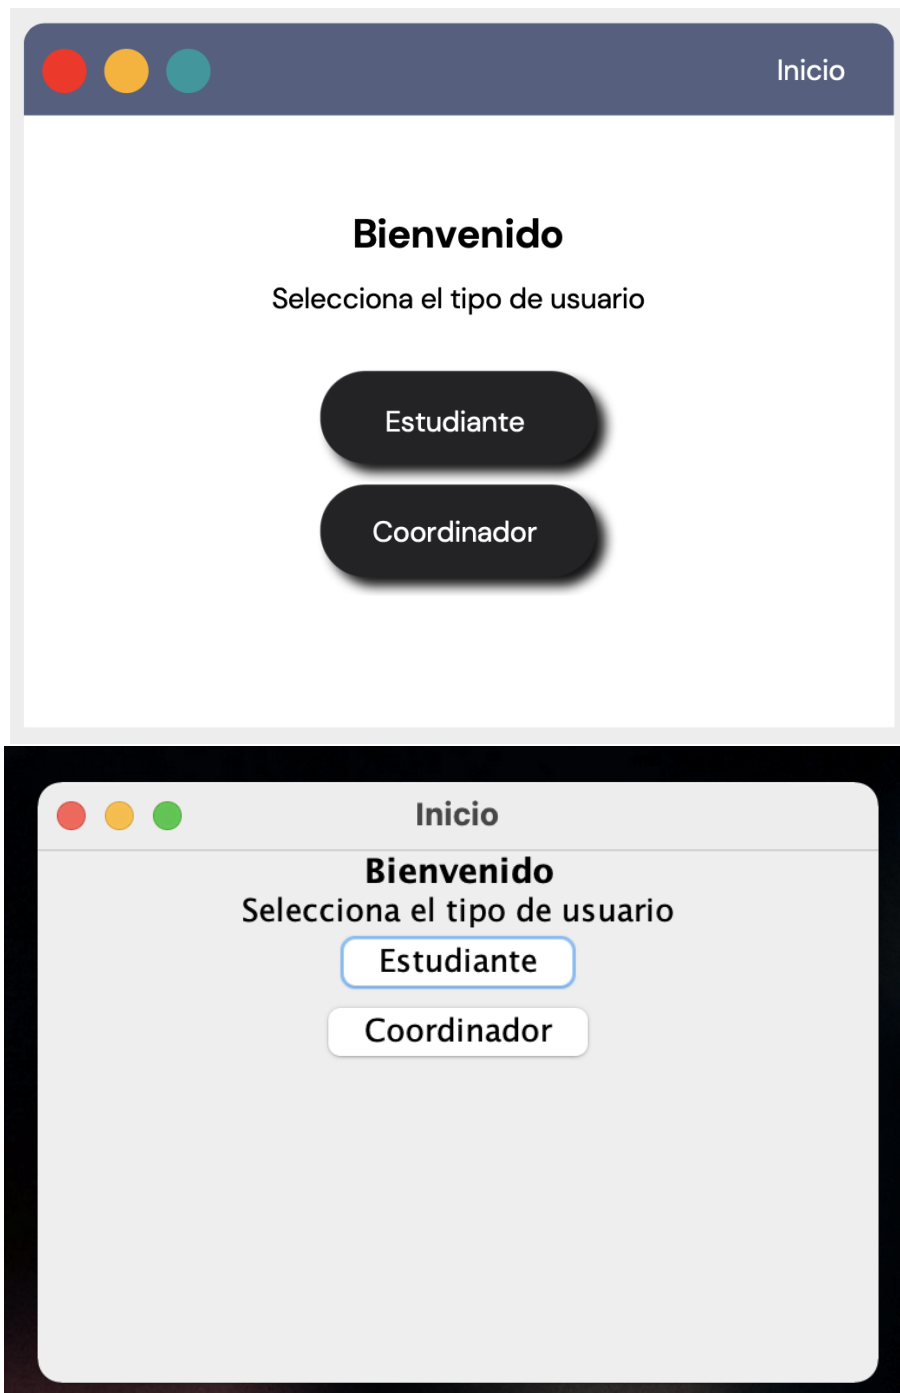 Inicio
Bienvenido
Selecciona el tipo de usuario
Estudiante
Coordinador
Inicio
Bienvenido
Selecciona el tipo de usuario
Estudiante
Coordinador